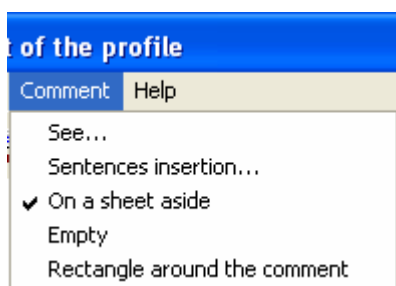 of the profile
Comment Help
See...
Sentences insertion...
On a sheet aside
Empty
Rectangle around the comment